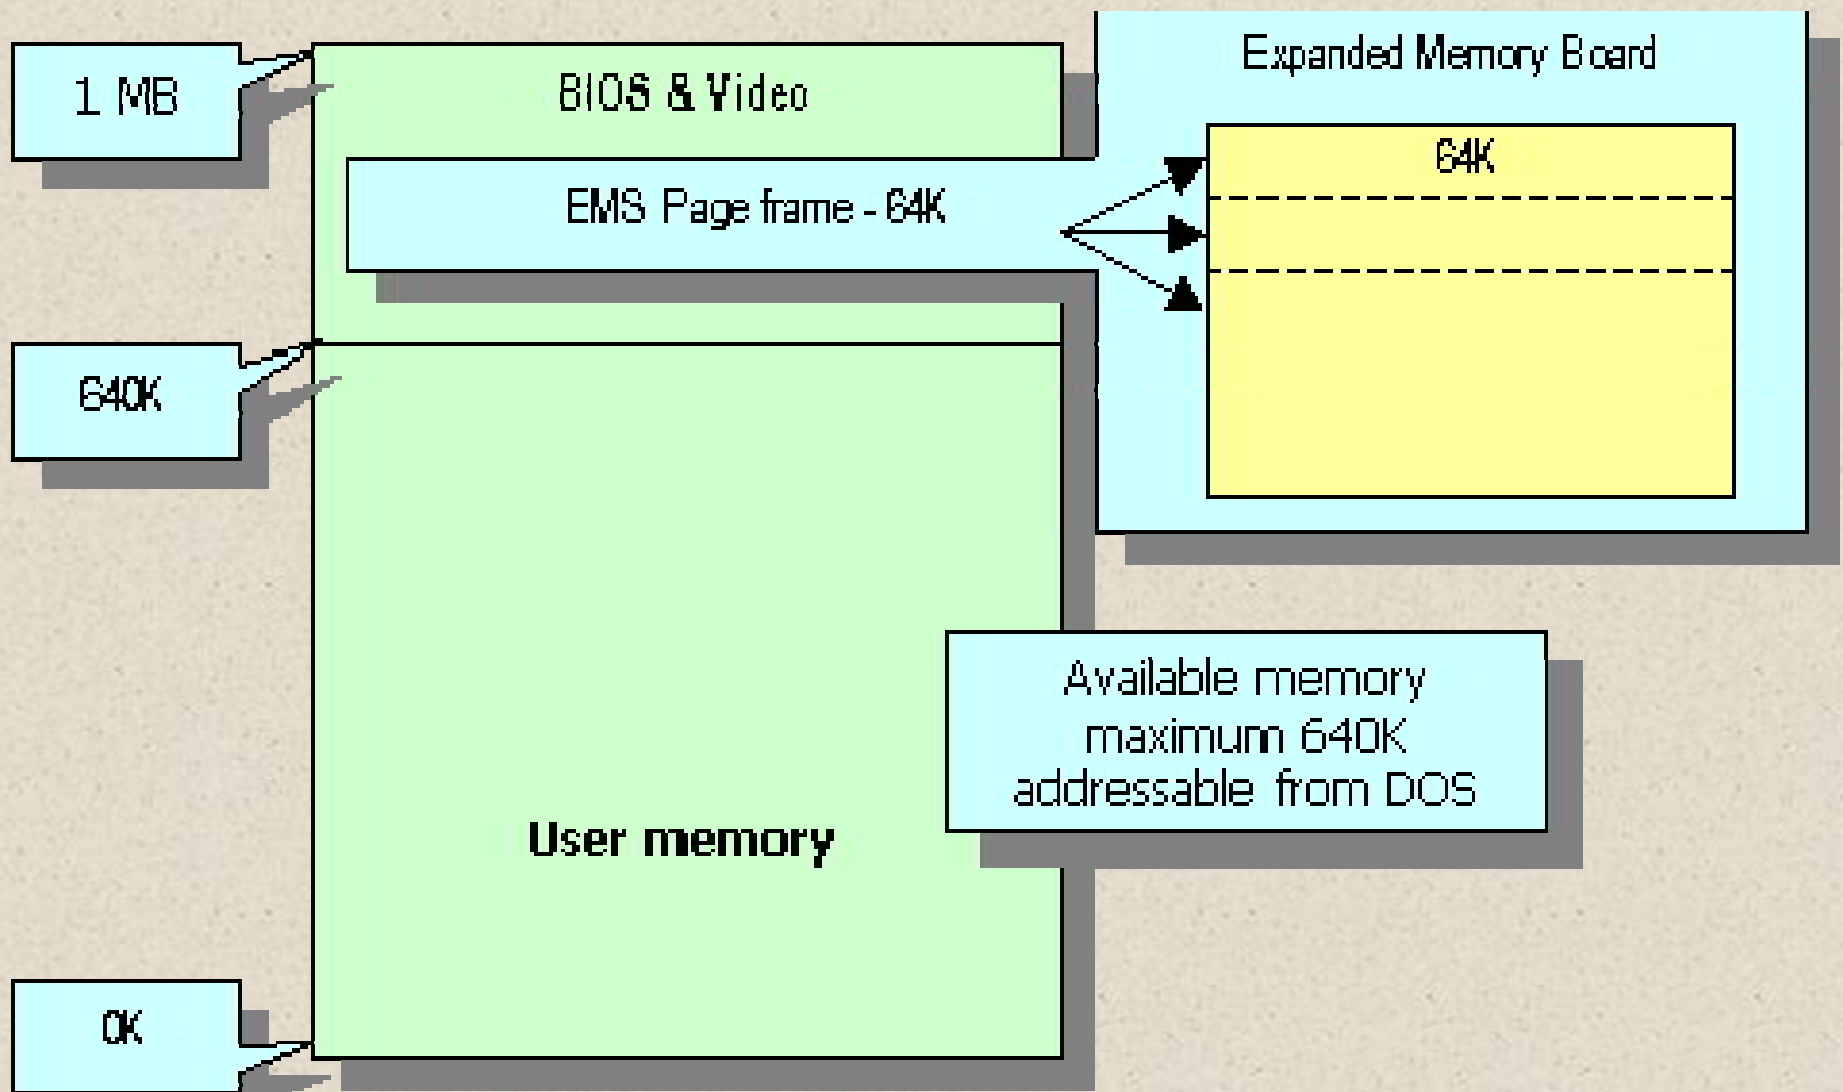 1 MB
BIOS & Video
Expanded Memory Board
64K
EMS Page frame - 64K
640K
Available memory
maximum 640K
addressable from DOS
User memory
0K